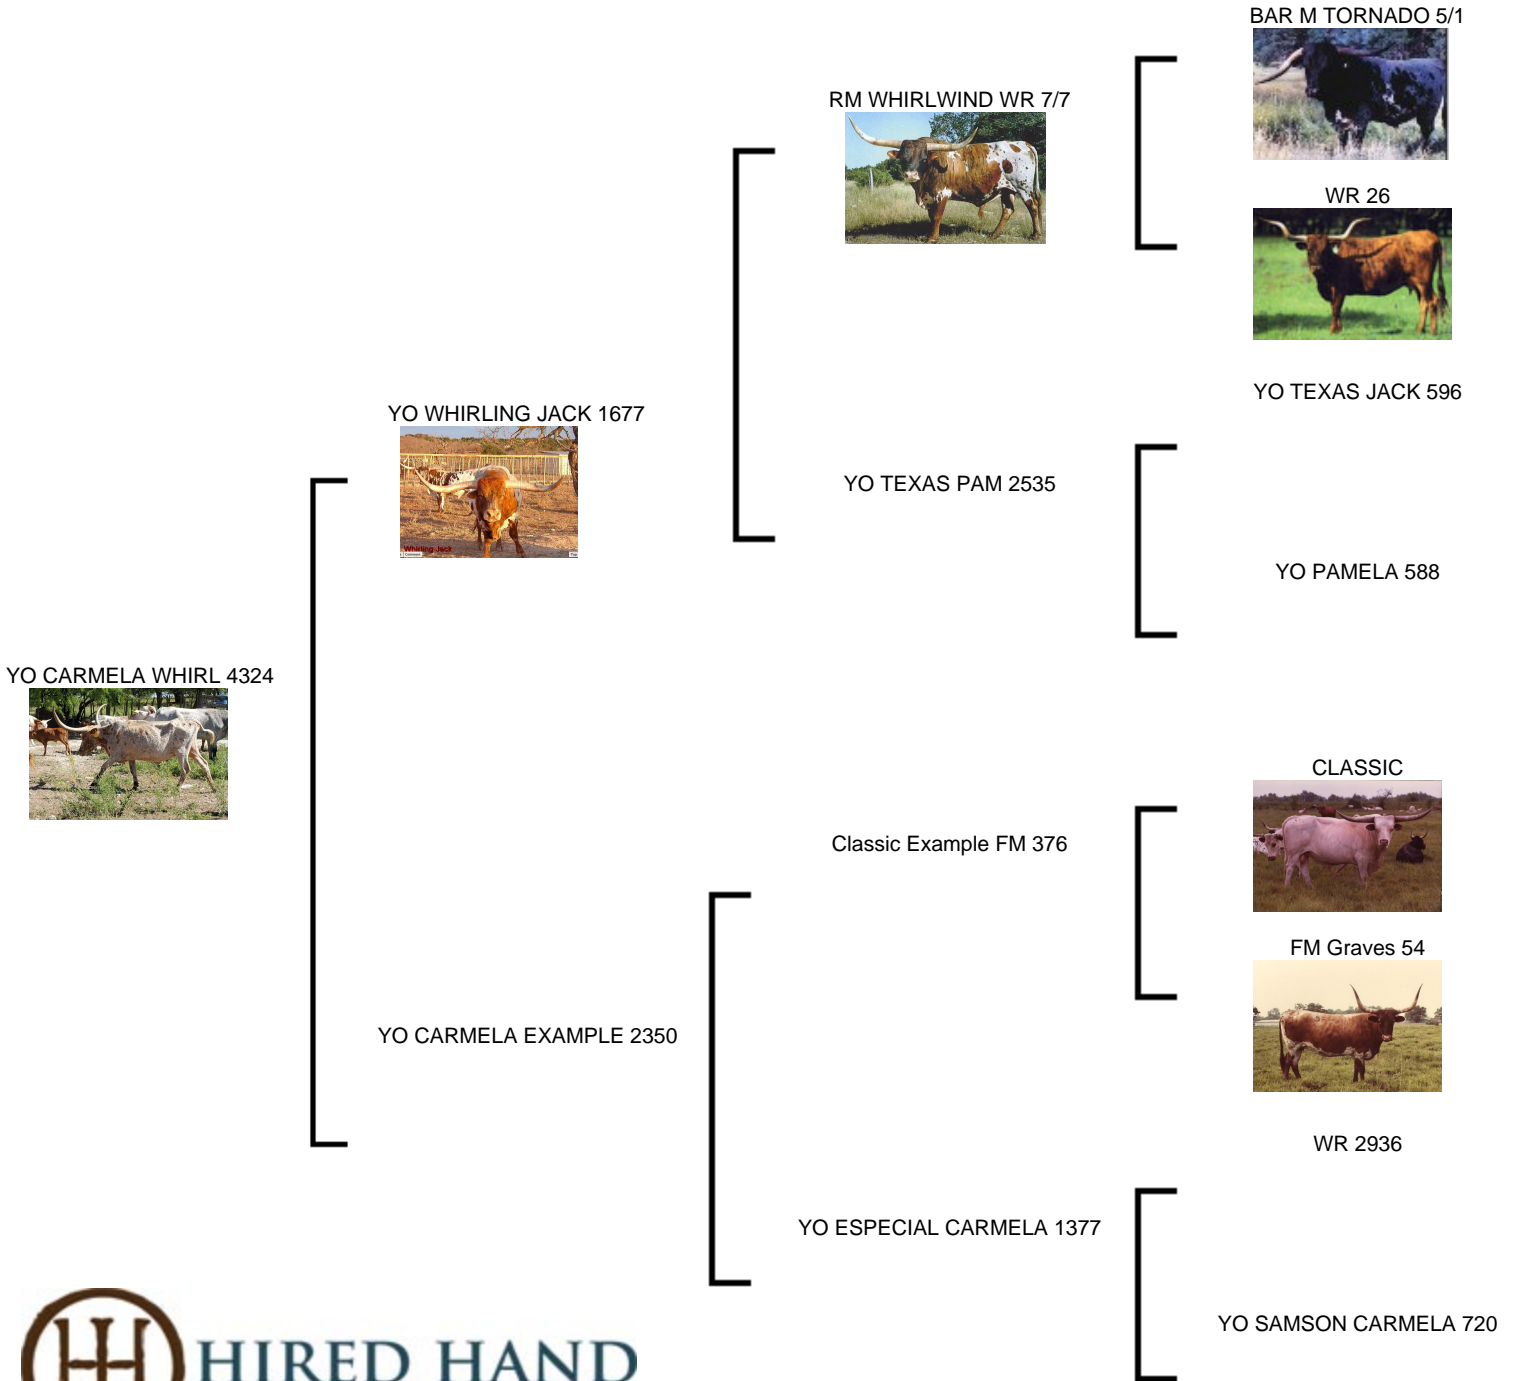 BAR M TORNADO 5/1
RM WHIRLWIND WR 7/7
WR 26
YO TEXAS JACK 596
YO WHIRLING JACK 1677
Whirling Jack
YO TEXAS PAM 2535
YO PAMELA 588
YO CARMELA WHIRL 4324
CLASSIC
Classic Example FM 376
FM Graves 54
YO CARMELA EXAMPLE 2350
WR 2936
YO ESPECIAL CARMELA 1377
YO SAMSON CARMELA 720
HIRED HAND